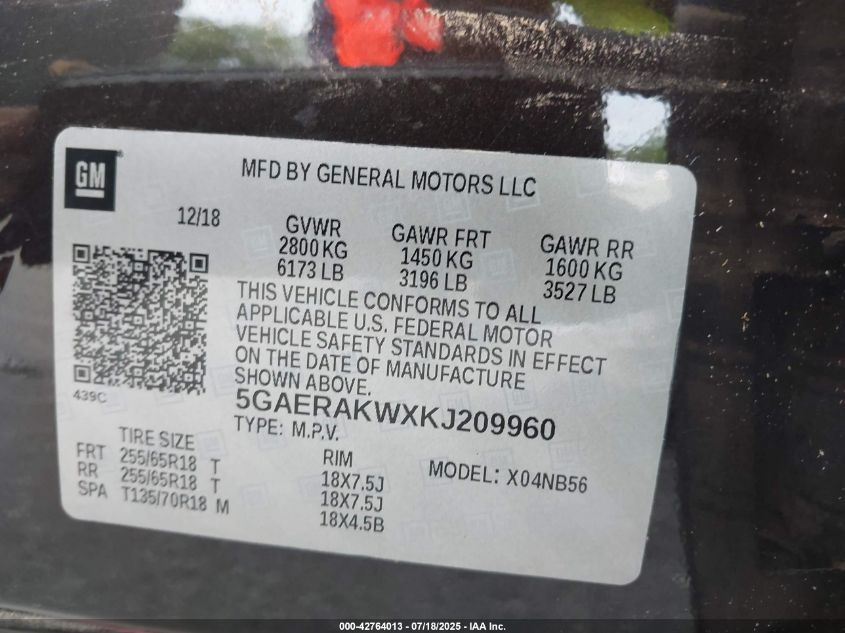 GM
MFD BY GENERAL MOTORS LLC
12/18
GVWR
2800 KG
6173 LB
GAWR FRT
1450 KG
3196 LB
GAWR RR
1600 KG
3527 LB
THIS VEHICLE CONFORMS TO ALL
APPLICABLE U.S. FEDERAL MOTOR
VEHICLE SAFETY STANDARDS IN EFFECT
ON THE DATE OF MANUFACTURE
SHOWN ABOVE.
439C
5GAERAKWXKJ209960
TYPE: M.P.V.
MODEL: X04NB56
TIRE SIZE
RIM
FRT 255/65R18 T 18X7.5J
RR 255/65R18 T 18X7.5J
SPA T135/70R18 M 18X4.5B
000-42764013 - 07/18/2025 - IAA Inc.